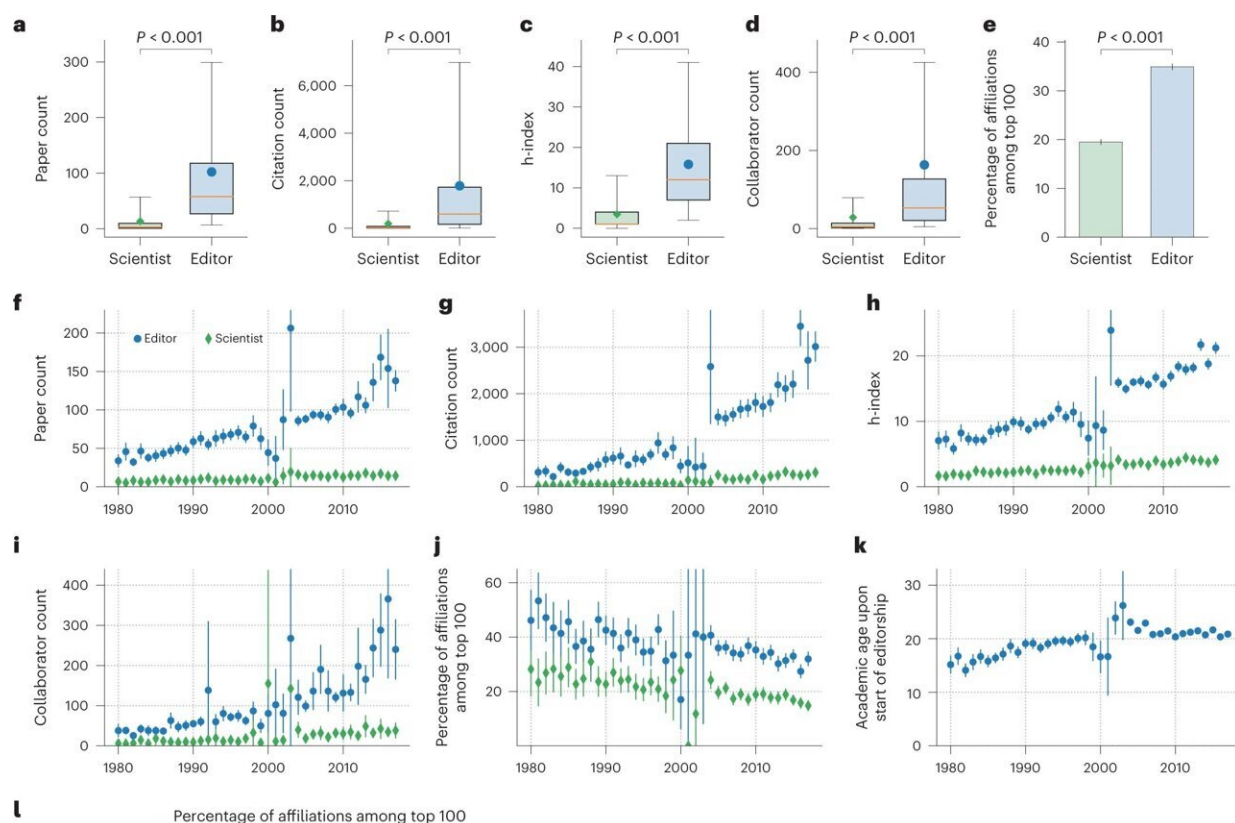 a
P < 0.001
Paper count
300
200
100
0
Scientist Editor
b
P < 0.001
Citation count
6,000
4,000
2,000
0
Scientist Editor
c
P < 0.001
h-index
40
30
20
10
0
Scientist Editor
d
P < 0.001
Collaborator count
400
200
0
Scientist Editor
e
P < 0.001
Percentage of affiliations
among top 100
40
30
20
10
0
Scientist Editor
f
Paper count
200
150
100
50
0
Editor Scientist
1980 1990 2000 2010
g
Citation count
3,000
2,000
1,000
0
1980 1990 2000 2010
h
h-index
20
10
0
1980 1990 2000 2010
i
Collaborator count
400
300
200
100
0
1980 1990 2000 2010
j
Percentage of affiliations
among top 100
60
40
20
1980 1990 2000 2010
k
Academic age upon
start of editorship
30
20
10
0
1980 1990 2000 2010
l
Percentage of affiliations among top 100